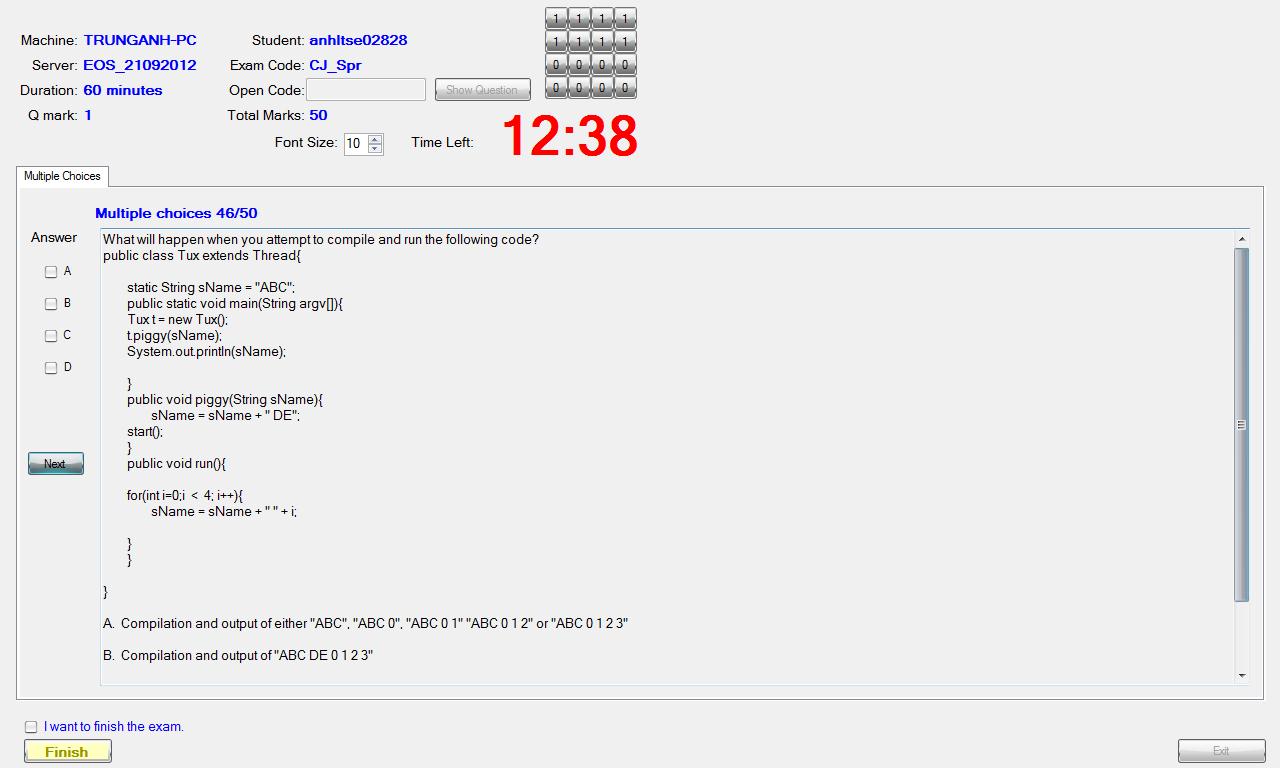 Machine: TRUNGANH-PC Student: anhltse02828
Server: EOS_21092012 Exam Code: CJ_Spr
Duration: 60 minutes Open Code: Show Question
Q mark: 1 Total Marks: 50
1 1 1 1
1 1 1 1
0 0 0 0
0 0 0 0
Font Size: 10 Time Left: 12:38
Multiple Choices
Multiple choices 46/50
Answer
A
B
C
D
Next
What will happen when you attempt to compile and run the following code?
public class Tux extends Thread{
static String sName = "ABC";
public static void main(String argv[]){
Tux t = new Tux();
t.piggy(sName);
System.out.println(sName);
}
public void piggy(String sName){
sName = sName + " DE";
start();
}
public void run(){
for(int i=0;i < 4; i++){
sName = sName + " " + i;
}
}
}
A. Compilation and output of either "ABC", "ABC 0", "ABC 0 1" "ABC 0 1 2" or "ABC 0 1 2 3"
B. Compilation and output of "ABC DE 0 1 2 3"
I want to finish the exam.
Finish
Exit